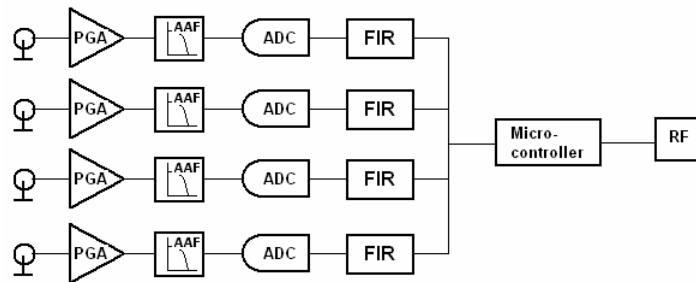 PGA AAF ADC FIR
PGA AAF ADC FIR
Micro-
controller
RF
PGA AAF ADC FIR
PGA AAF ADC FIR